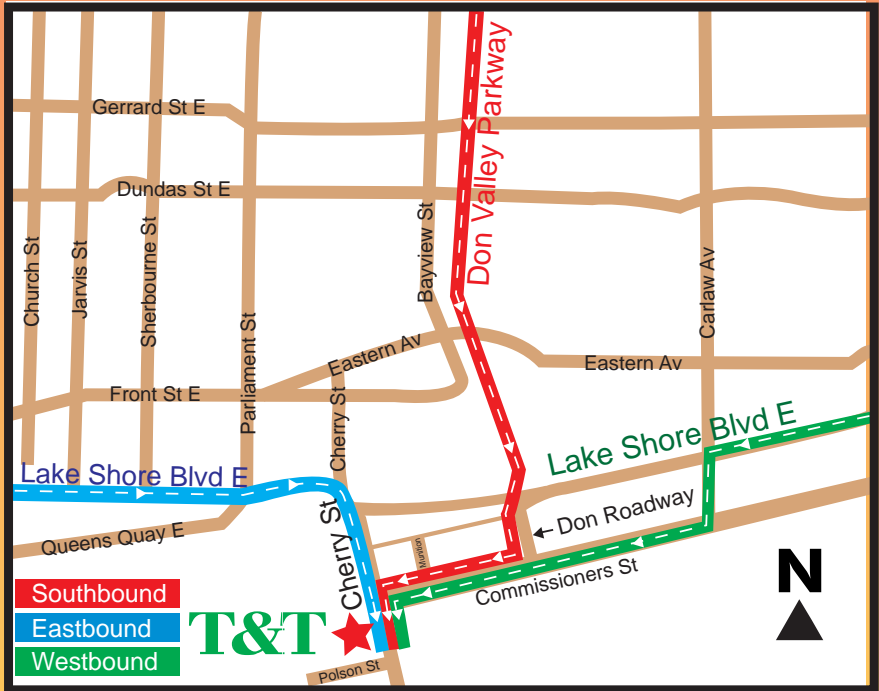 Gerrard St E
Don Valley Parkway
Dundas St E
Church St
Jarvis St
Sherbourne St
Bayview St
Carlaw Av
Parliament St
Eastern Av
Eastern Av
Front St E
Cherry St
Lake Shore Blvd E
Lake Shore Blvd E
Queens Quay E
Cherry St
Munition
Don Roadway
Commissioners St
Southbound
Eastbound
Westbound
T&T
Polson St
N